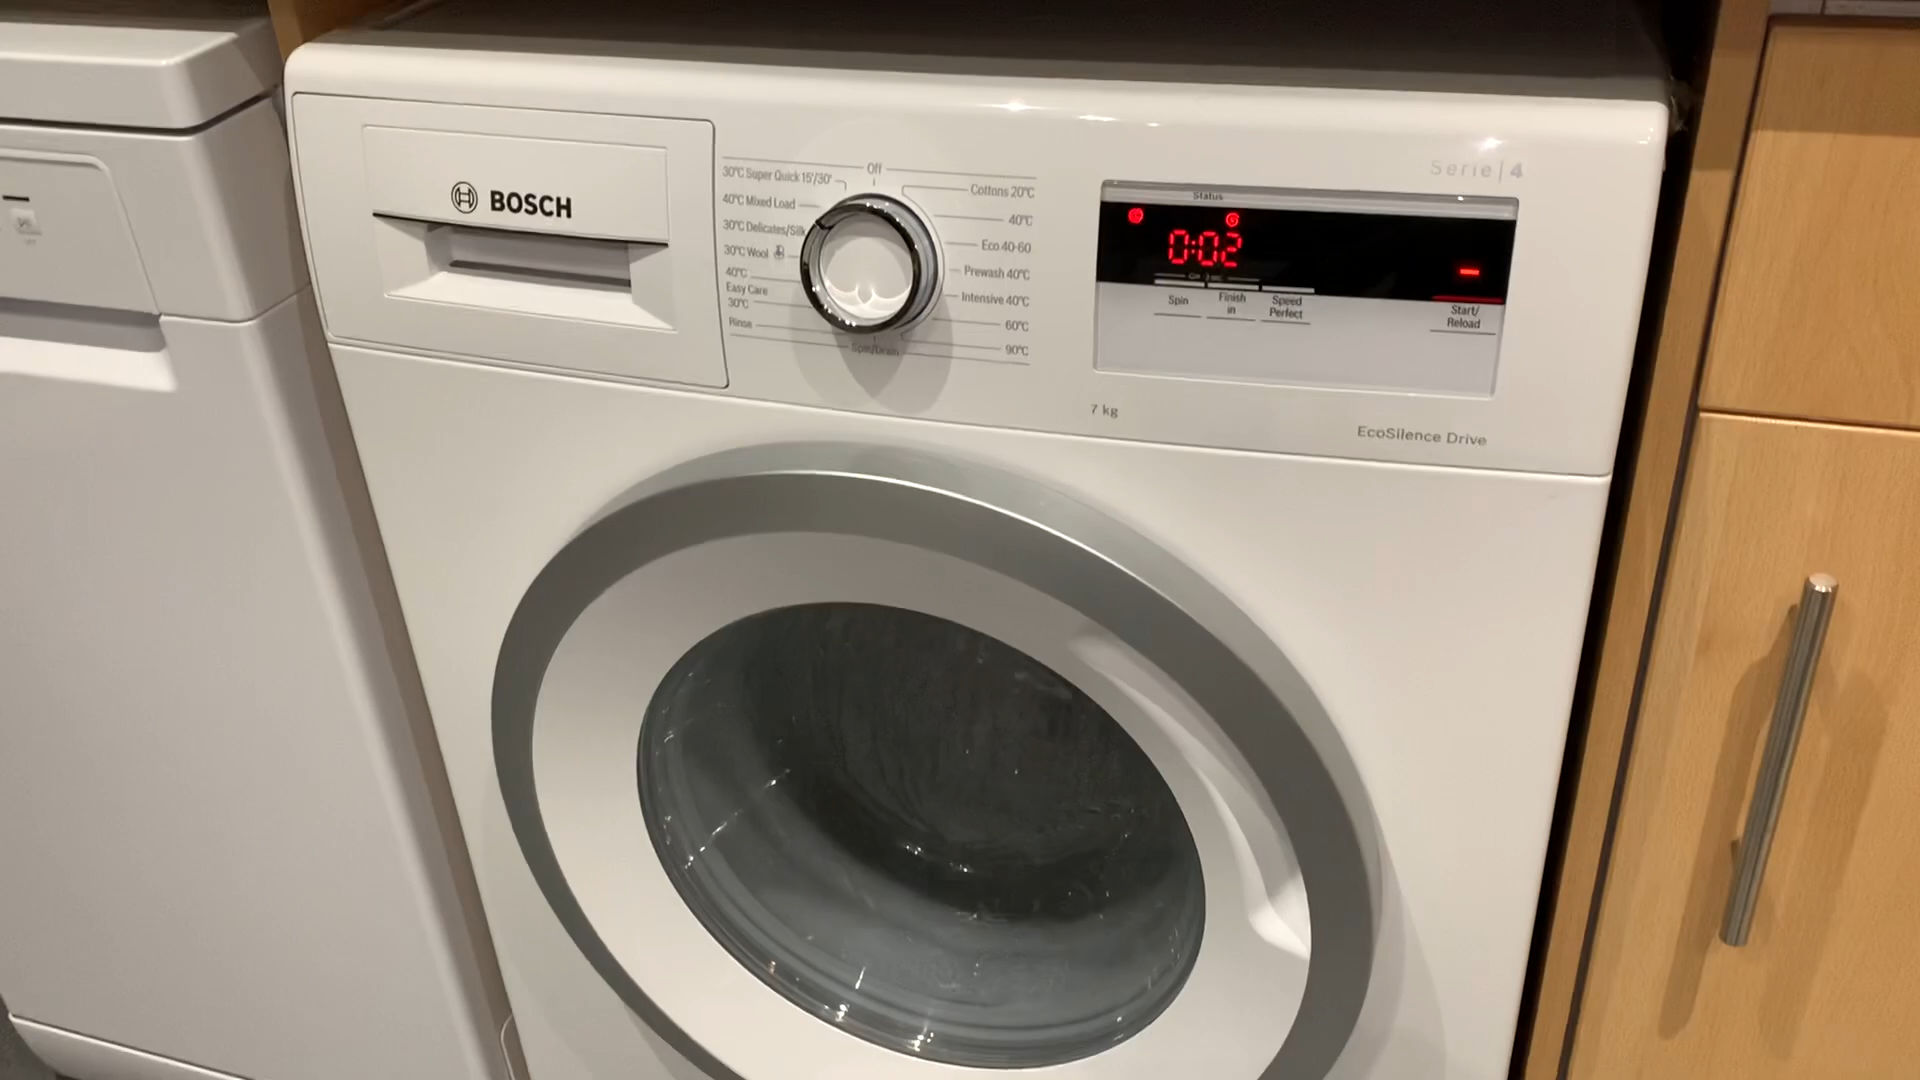 BOSCH
Off
30°C Super Quick 15'/30'
40°C Mixed Load
30°C Delicates/Silk
30°C Wool
40°C
Easy Care
30°C
Rinse
Spin/Drain
Cottons 20°C
40°C
Eco 40-60
Prewash 40°C
Intensive 40°C
60°C
90°C
Serie|4
Status
0:02
Spin
Finish
in
Speed
Perfect
Start/
Reload
7 kg
EcoSilence Drive